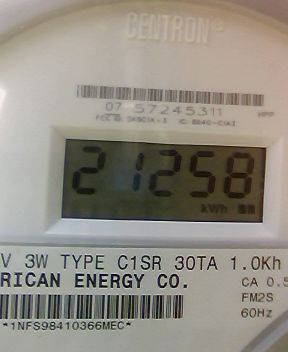 CENTRON®
07 57245311
HPP
21258
kWh
V 3W TYPE C1SR 30TA 1.0Kh
RICAN ENERGY CO.
CA 0.5
FM2S
60Hz
*1NFS98410366MEC*